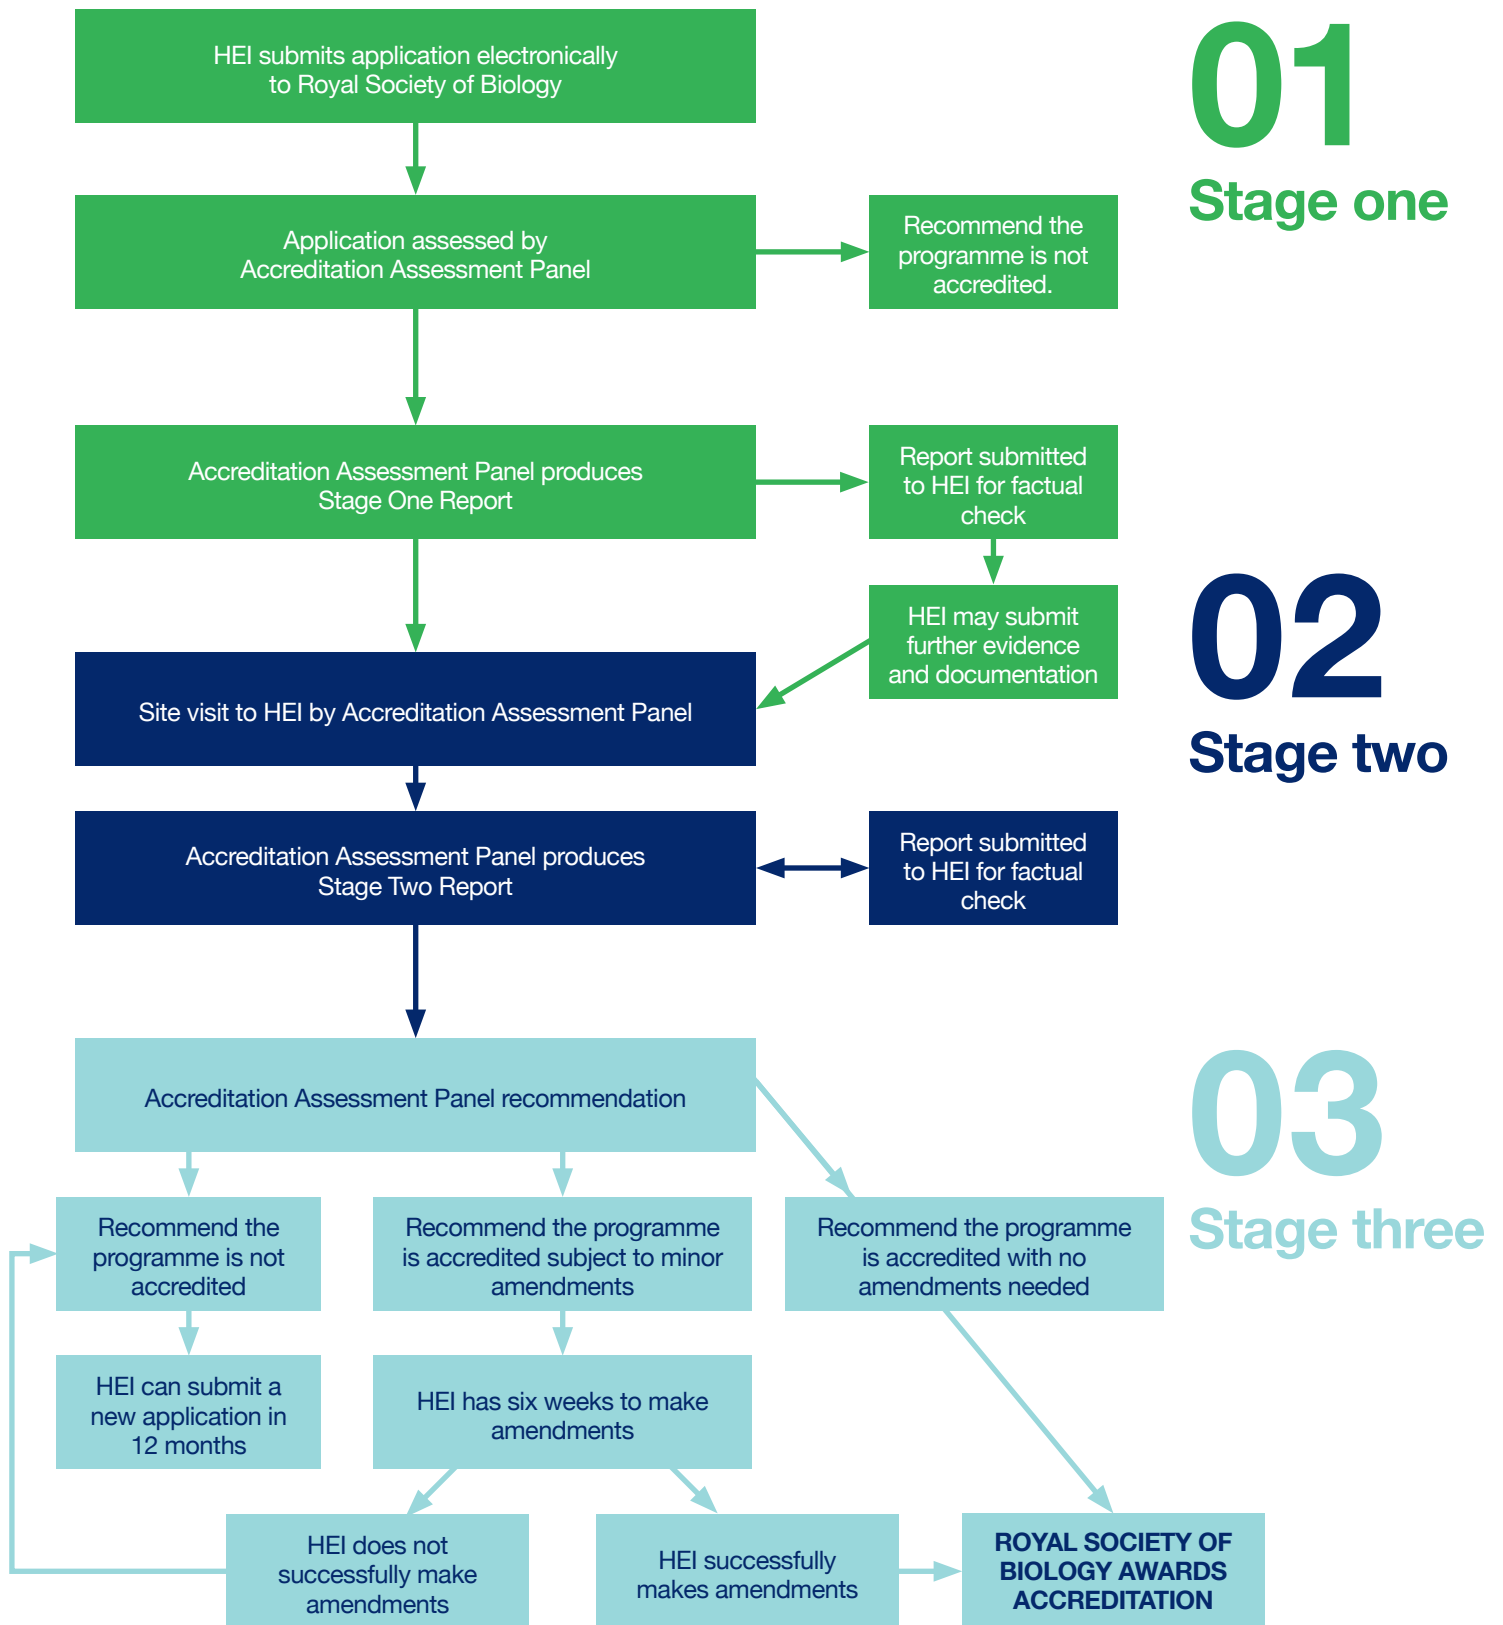 HEI submits application electronically
to Royal Society of Biology
01
Stage one
Application assessed by
Accreditation Assessment Panel
Recommend the
programme is not
accredited.
Accreditation Assessment Panel produces
Stage One Report
Report submitted
to HEI for factual
check
HEI may submit
further evidence
and documentation
02
Stage two
Site visit to HEI by Accreditation Assessment Panel
Accreditation Assessment Panel produces
Stage Two Report
Report submitted
to HEI for factual
check
03
Stage three
Accreditation Assessment Panel recommendation
Recommend the
programme is not
accredited
Recommend the programme
is accredited subject to minor
amendments
Recommend the programme
is accredited with no
amendments needed
HEI can submit a
new application in
12 months
HEI has six weeks to make
amendments
HEI does not
successfully make
amendments
HEI successfully
makes amendments
ROYAL SOCIETY OF
BIOLOGY AWARDS
ACCREDITATION